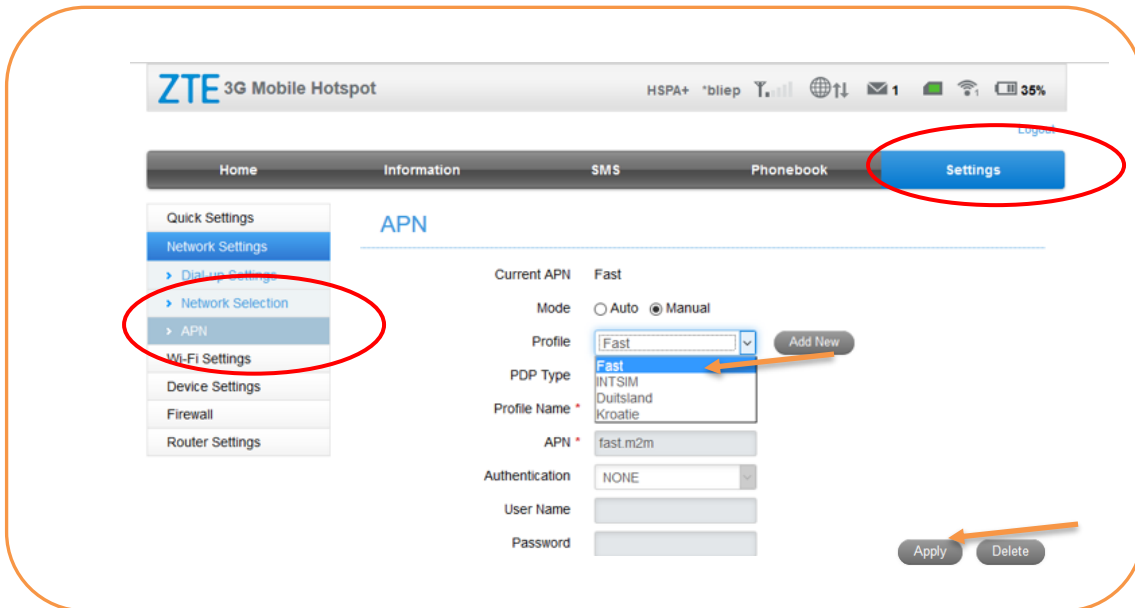 ZTE 3G Mobile Hotspot HSPA+ *bliep 1 1 35%
Logout
Home Information SMS Phonebook Settings
Quick Settings
Network Settings
Dial-up Settings
Network Selection
APN
Wi-Fi Settings
Device Settings
Firewall
Router Settings
APN
Current APN Fast
Mode Auto Manual
Profile Fast Add New
Fast
INTSIM
Duitsland
Kroatie
PDP Type
Profile Name *
APN * fast.m2m
Authentication NONE
User Name
Password
Apply Delete